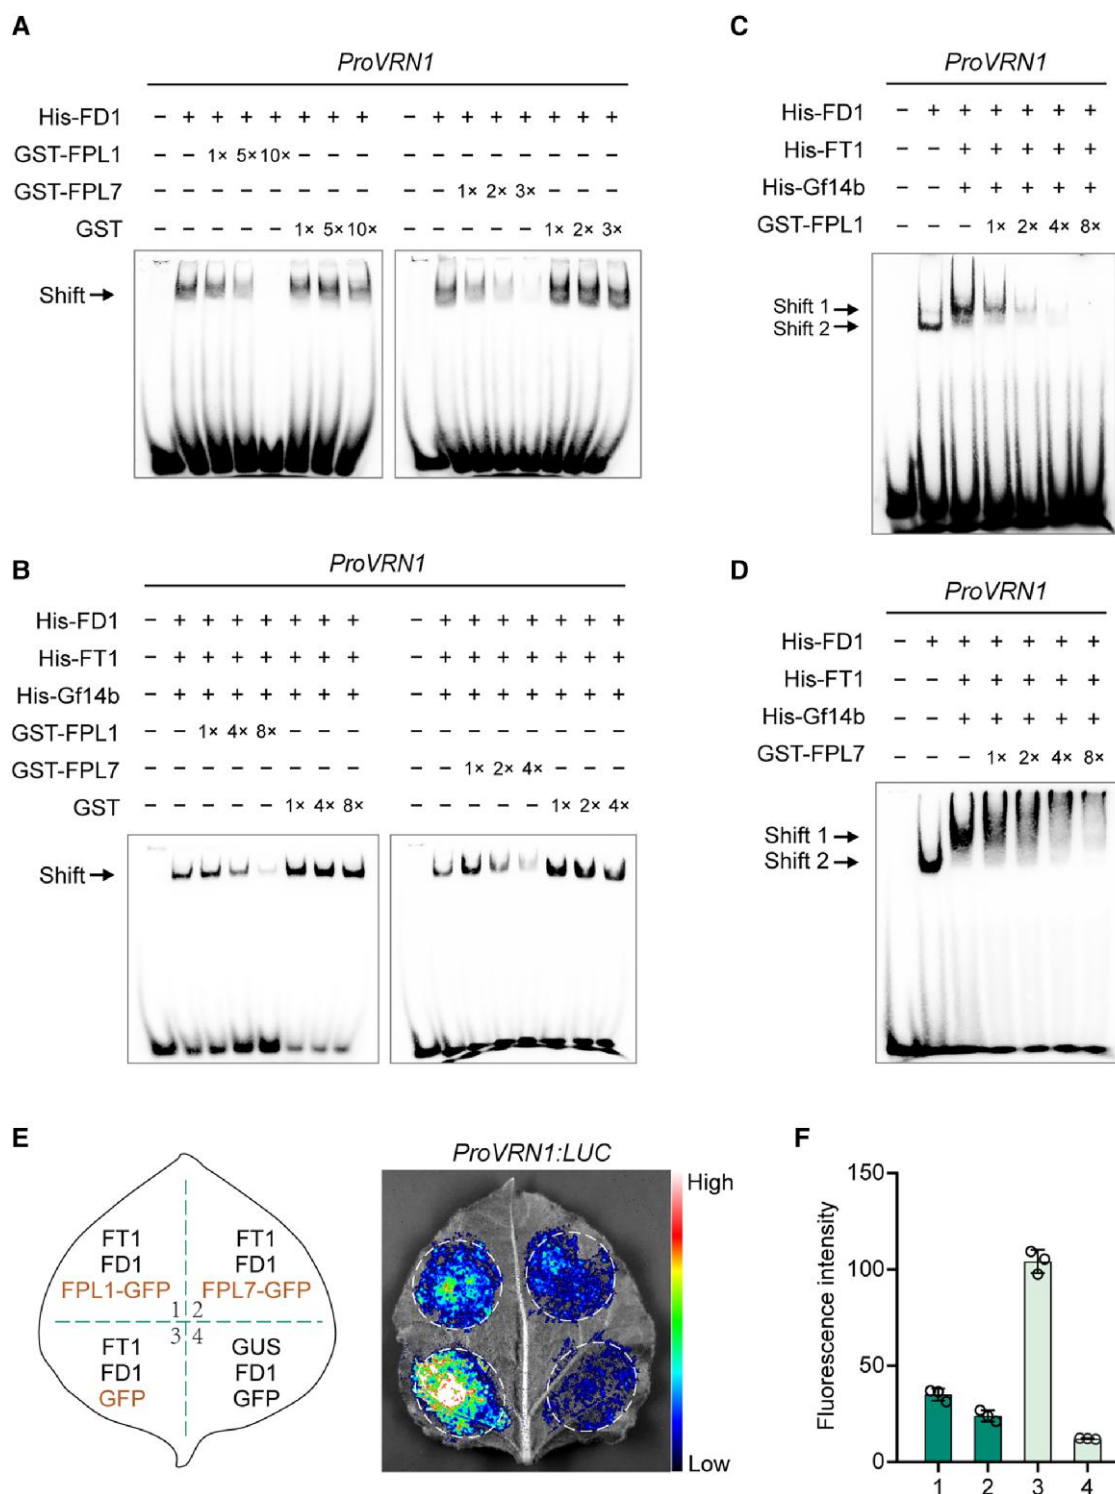 A
ProVRN1
His-FD1 − + + + + + + + − + + + + + + +
GST-FPL1 − − 1× 5× 10× − − − − − − − − − − −
GST-FPL7 − − − − − − − − − − 1× 2× 3× − − −
GST − − − − − 1× 5× 10× − − − − − 1× 2× 3×
Shift
B
ProVRN1
His-FD1 − + + + + + + + − + + + + + + +
His-FT1 − + + + + + + + − + + + + + + +
His-Gf14b − + + + + + + + − + + + + + + +
GST-FPL1 − − 1× 4× 8× − − − − − − − − − − −
GST-FPL7 − − − − − − − − − − 1× 2× 4× − − −
GST − − − − − 1× 4× 8× − − − − − 1× 2× 4×
Shift
C
ProVRN1
His-FD1 − + + + + + +
His-FT1 − − + + + + +
His-Gf14b − − + + + + +
GST-FPL1 − − − 1× 2× 4× 8×
Shift 1
Shift 2
D
ProVRN1
His-FD1 − + + + + + +
His-FT1 − − + + + + +
His-Gf14b − − + + + + +
GST-FPL7 − − − 1× 2× 4× 8×
Shift 1
Shift 2
E
FT1
FD1
FPL1-GFP
1
FT1
FD1
FPL7-GFP
2
3
FT1
FD1
GFP
4
GUS
FD1
GFP
ProVRN1:LUC
High
Low
F
Fluorescence intensity
150
100
50
0
1 2 3 4